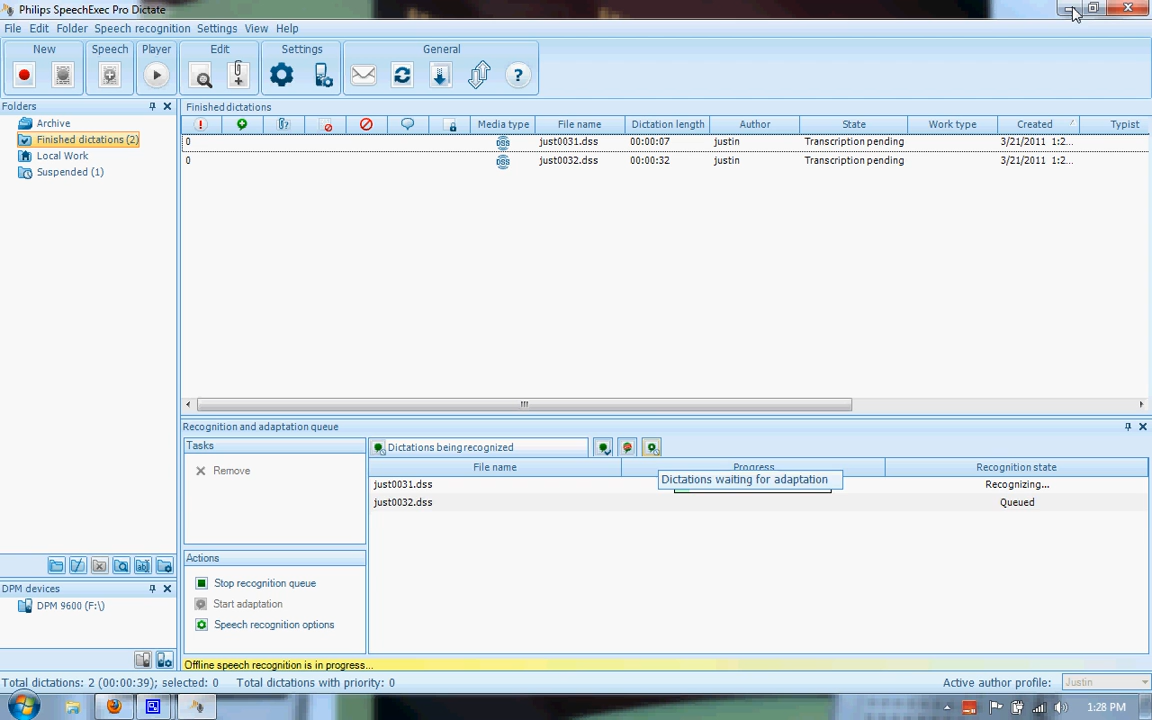 Philips SpeechExec Pro Dictate
File Edit Folder Speech recognition Settings View Help
New Speech Player Edit Settings General
Folders
Archive
Finished dictations (2)
Local Work
Suspended (1)
Finished dictations
Media type File name Dictation length Author State Work type Created Typist
0 DSS just0031.dss 00:00:07 justin Transcription pending 3/21/2011 1:2...
0 DSS just0032.dss 00:00:32 justin Transcription pending 3/21/2011 1:2...
Recognition and adaptation queue
Tasks
Remove
Dictations being recognized
File name Progress Recognition state
Dictations waiting for adaptation
just0031.dss Recognizing...
just0032.dss Queued
Actions
Stop recognition queue
Start adaptation
Speech recognition options
DPM devices
DPM 9600 (F:\)
Offline speech recognition is in progress...
Total dictations: 2 (00:00:39); selected: 0 Total dictations with priority: 0
Active author profile: Justin
1:28 PM